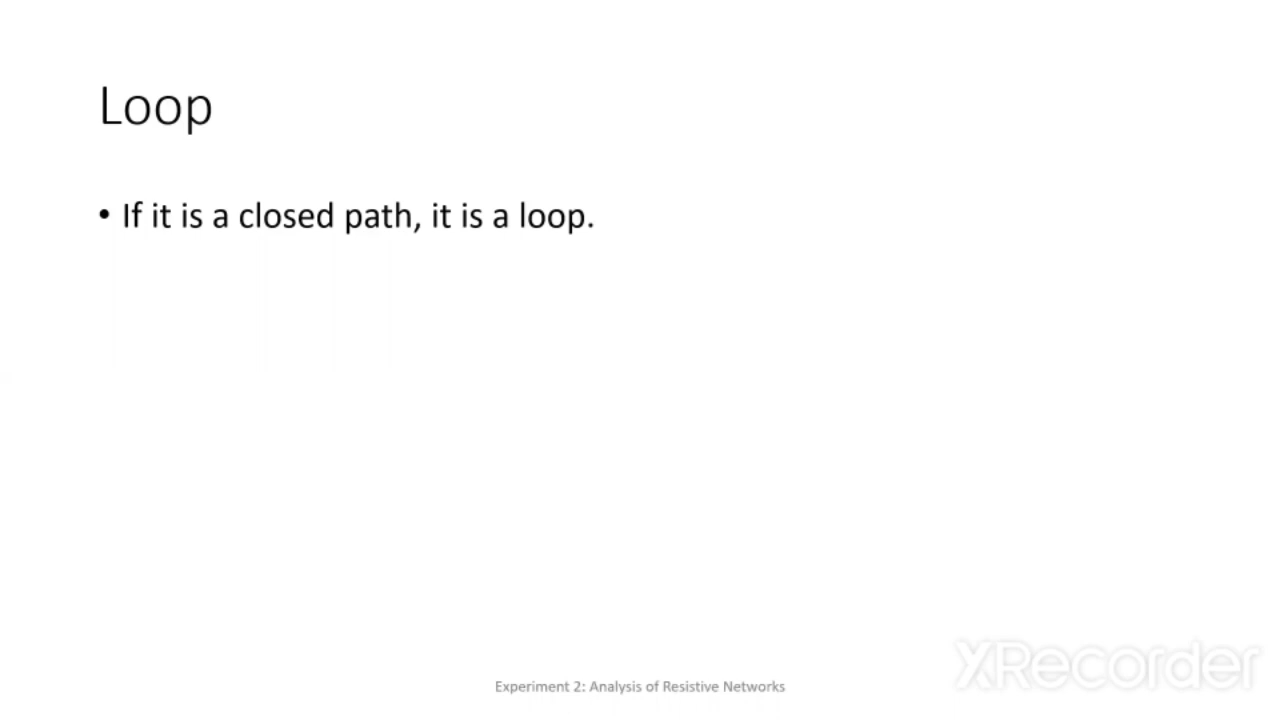 Loop
• If it is a closed path, it is a loop.
XRecorder
Experiment 2: Analysis of Resistive Networks